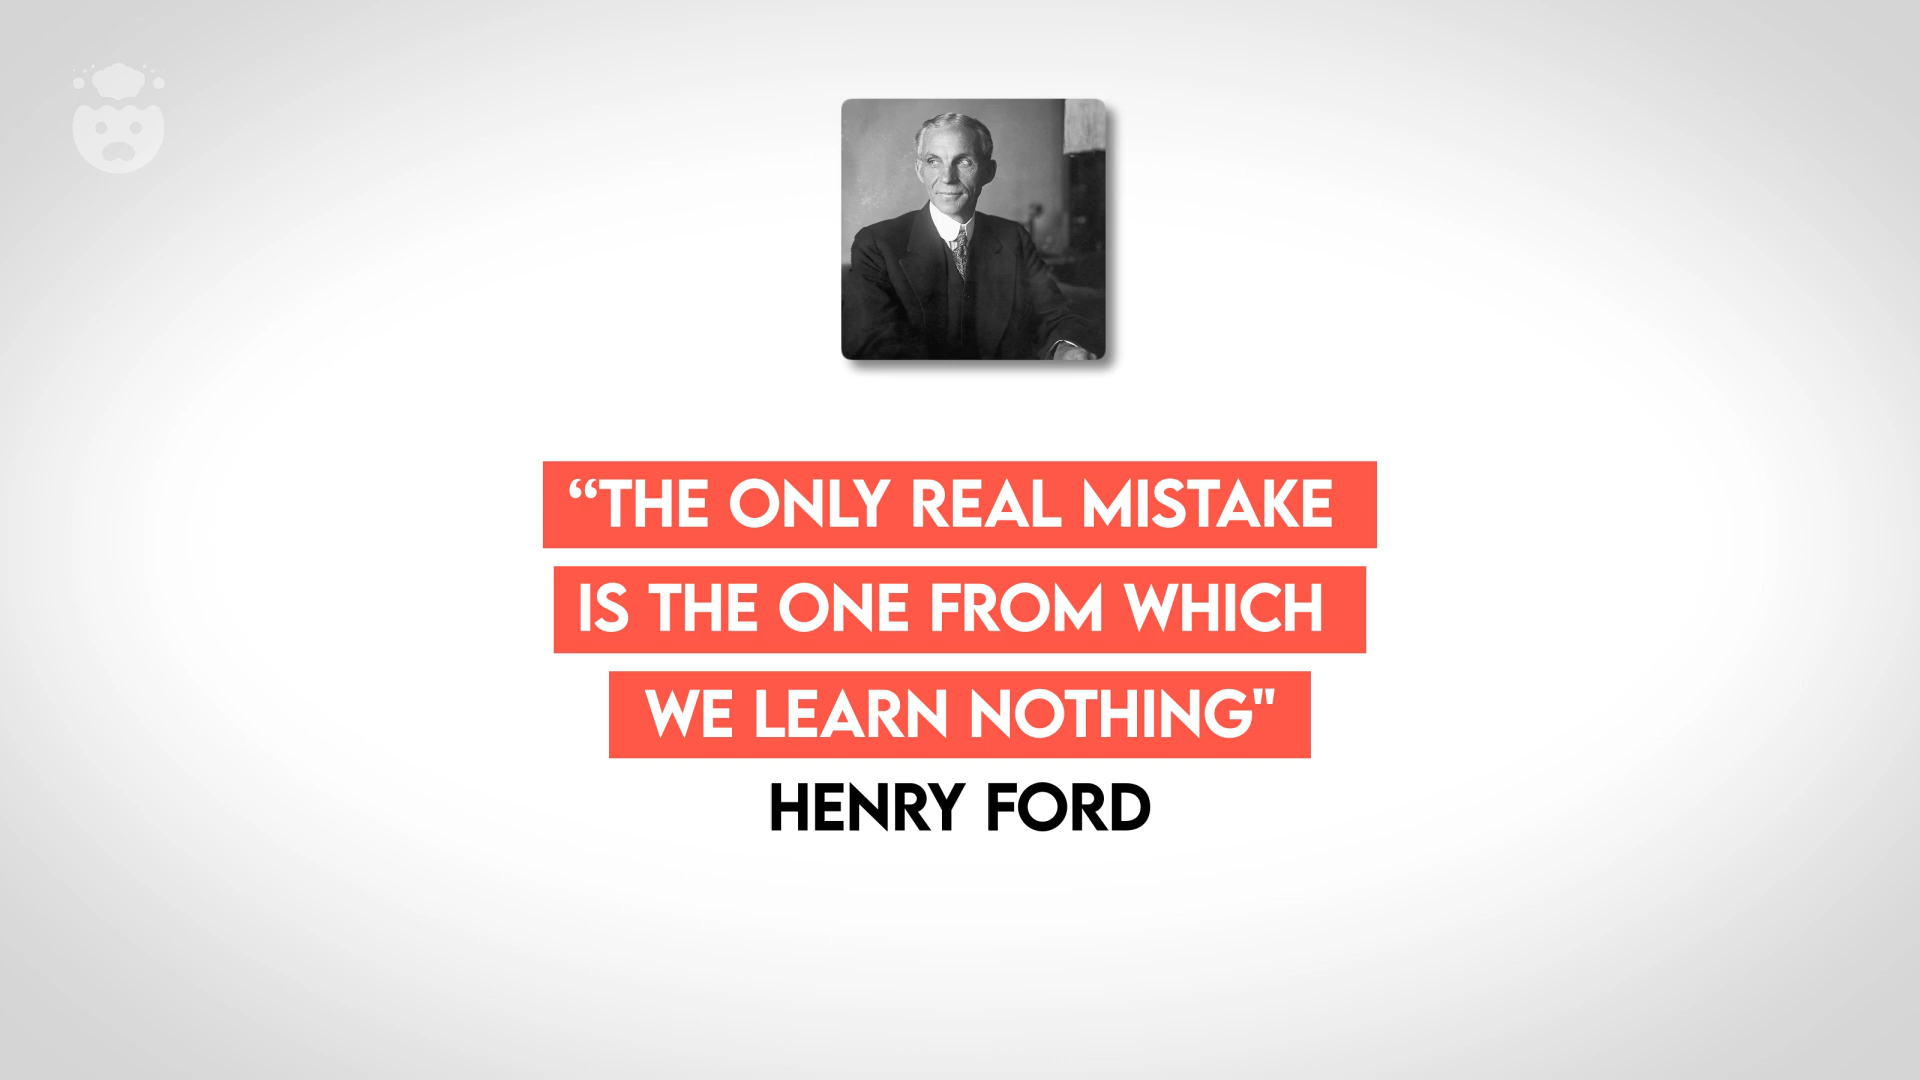 “THE ONLY REAL MISTAKE
IS THE ONE FROM WHICH
WE LEARN NOTHING"
HENRY FORD